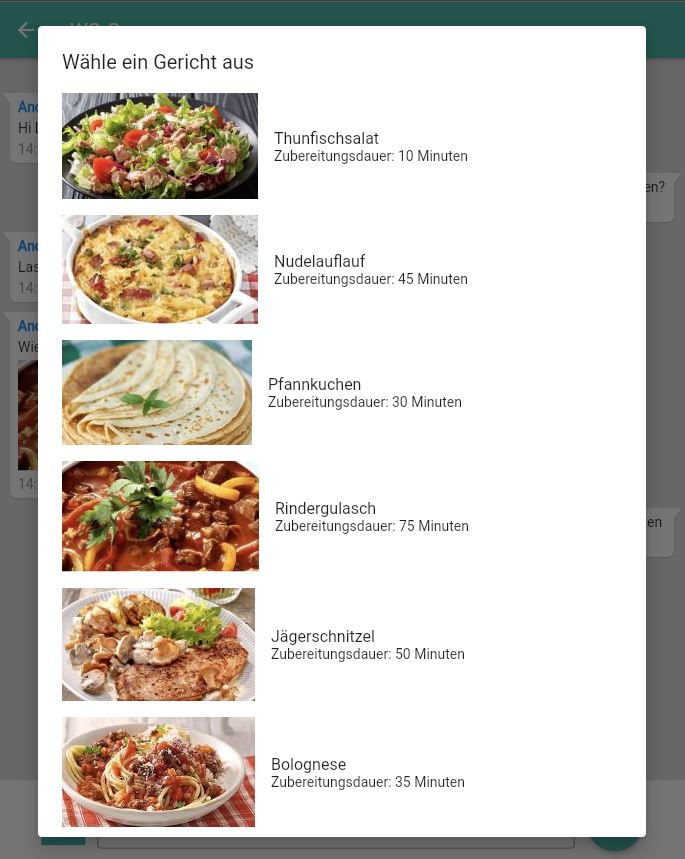 Wähle ein Gericht aus
Thunfischsalat
Zubereitungsdauer: 10 Minuten
Nudelauflauf
Zubereitungsdauer: 45 Minuten
Pfannkuchen
Zubereitungsdauer: 30 Minuten
Rindergulasch
Zubereitungsdauer: 75 Minuten
Jägerschnitzel
Zubereitungsdauer: 50 Minuten
Bolognese
Zubereitungsdauer: 35 Minuten